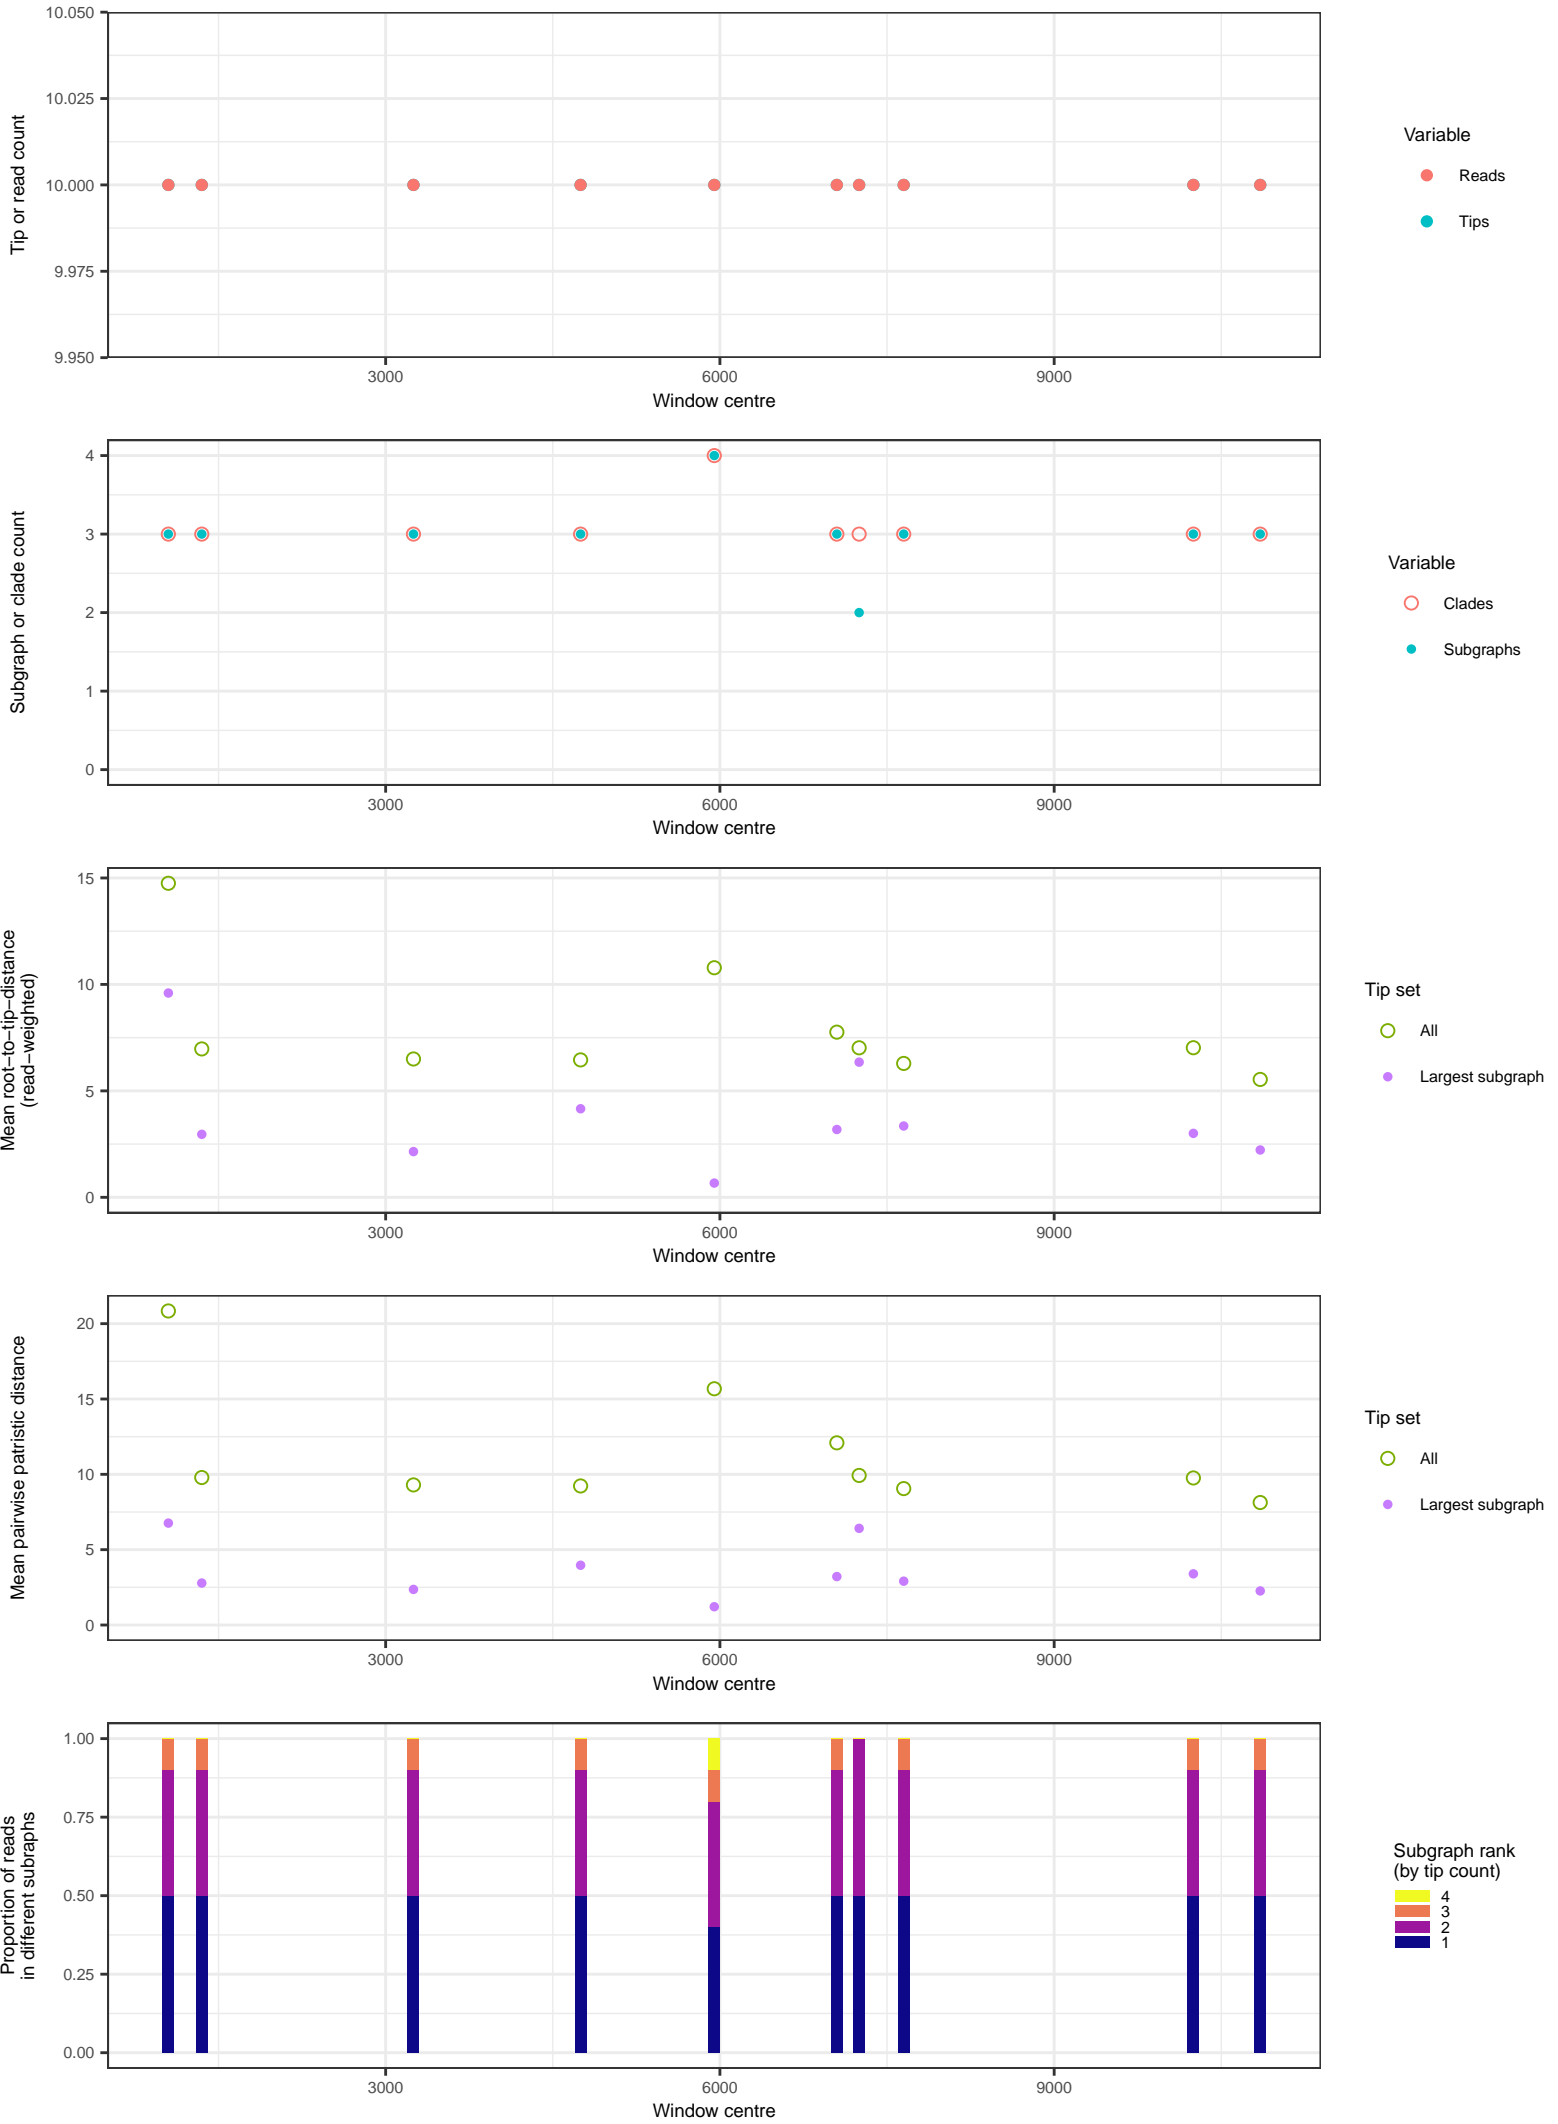 10.050
10.025
10.000
9.975
9.950
Tip or read count
3000 6000 9000
Window centre
Variable
Reads
Tips
4
3
2
1
0
Subgraph or clade count
3000 6000 9000
Window centre
Variable
Clades
Subgraphs
15
10
5
0
Mean root−to−tip−distance
(read−weighted)
3000 6000 9000
Window centre
Tip set
All
Largest subgraph
20
15
10
5
0
Mean pairwise patristic distance
3000 6000 9000
Window centre
Tip set
All
Largest subgraph
1.00
0.75
0.50
0.25
0.00
Proportion of reads
in different subraphs
3000 6000 9000
Window centre
Subgraph rank
(by tip count)
4
3
2
1